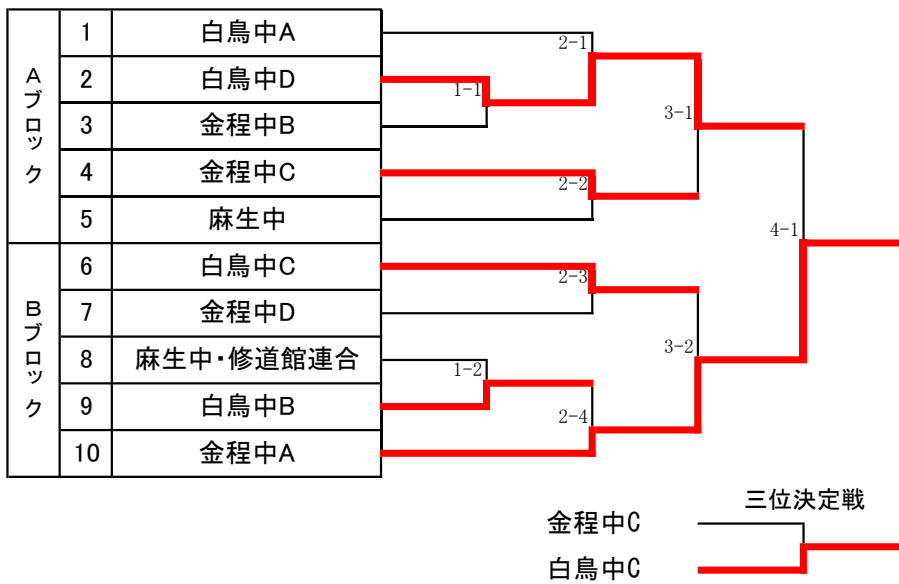 Aブロック
1 白鳥中A
2 白鳥中D
3 金程中B
4 金程中C
5 麻生中
Bブロック
6 白鳥中C
7 金程中D
8 麻生中・修道館連合
9 白鳥中B
10 金程中A
1-1
1-2
2-1
2-2
2-3
2-4
3-1
3-2
4-1
三位決定戦
金程中C
白鳥中C